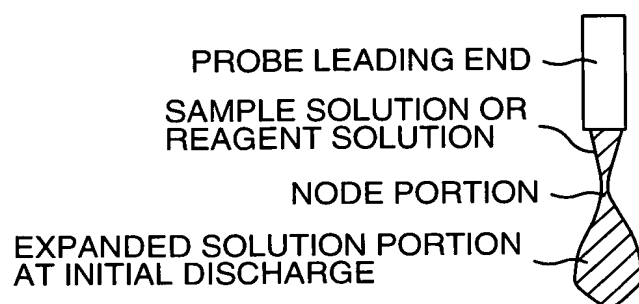 PROBE LEADING END
SAMPLE SOLUTION OR
REAGENT SOLUTION
NODE PORTION
EXPANDED SOLUTION PORTION
AT INITIAL DISCHARGE